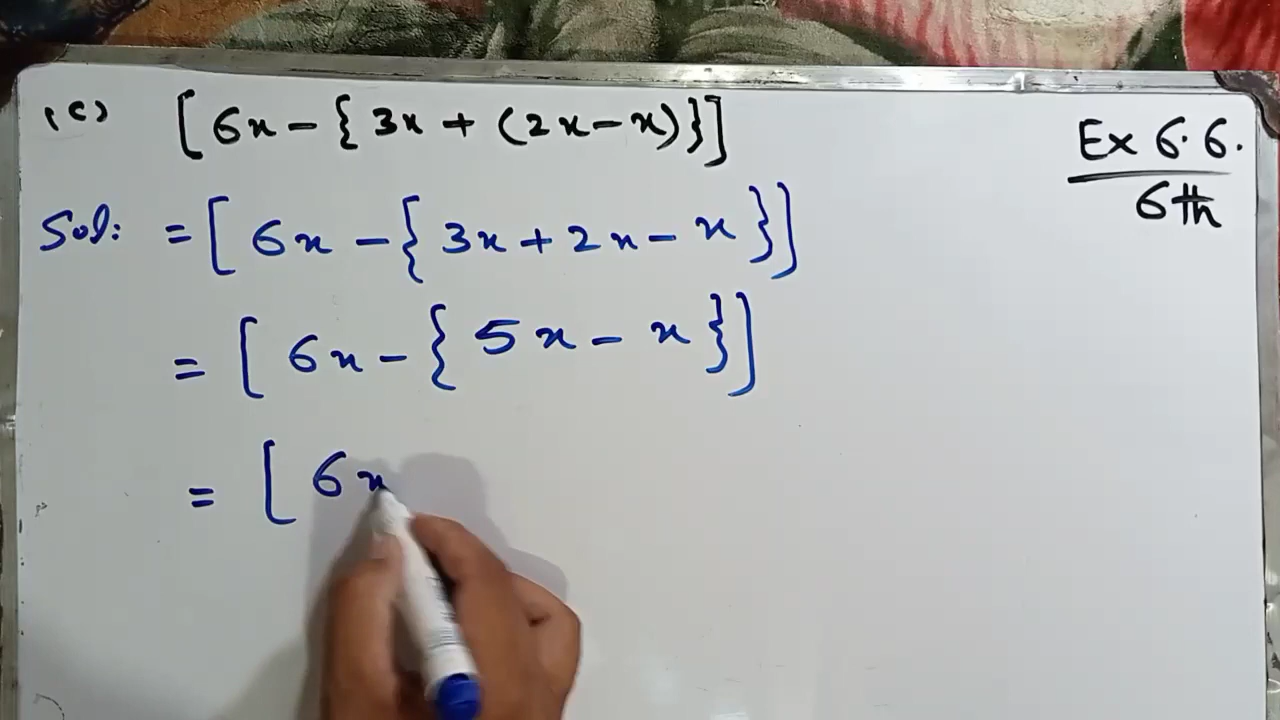 (c) [6x - {3x + (2x - x)}]
Ex 6.6.
6th
Sol: = [6x - {3x + 2x - x}]
= [6x - {5x - x}]
= [6x